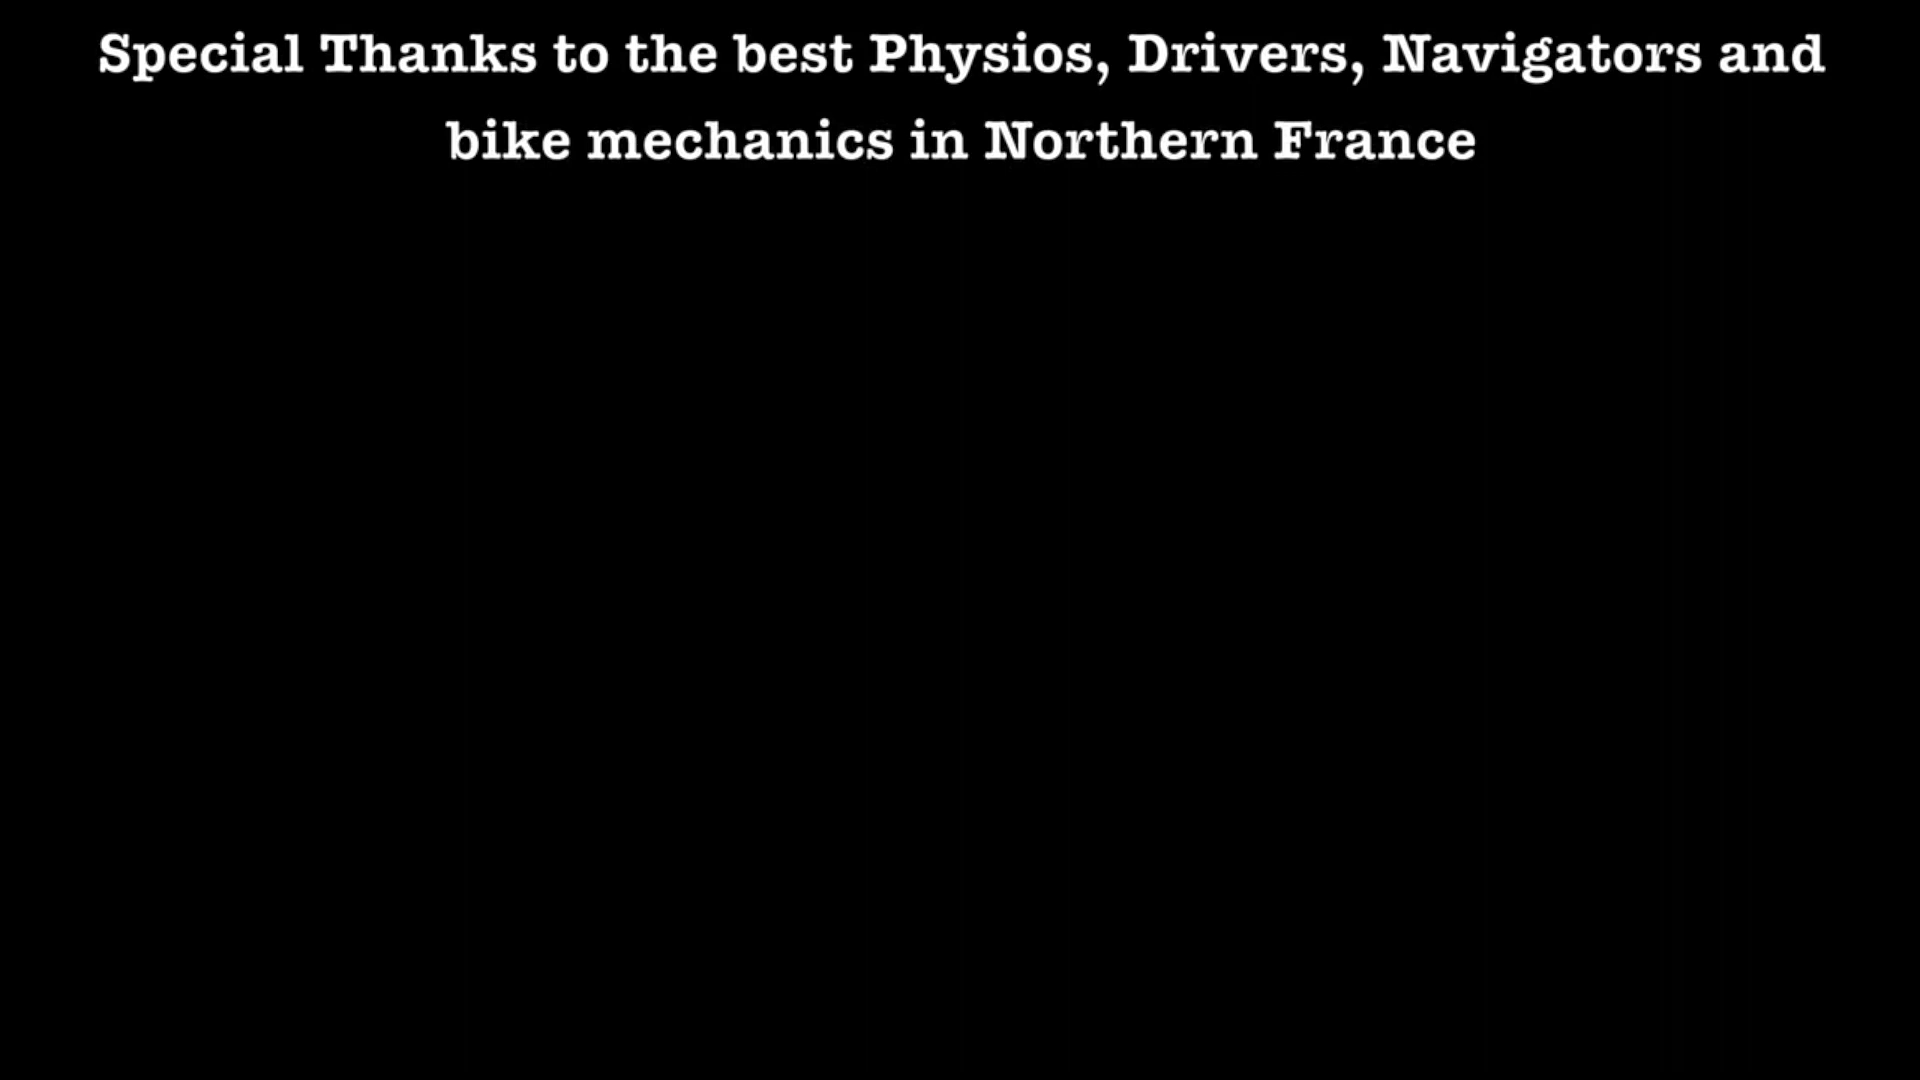 Special Thanks to the best Physios, Drivers, Navigators and
bike mechanics in Northern France